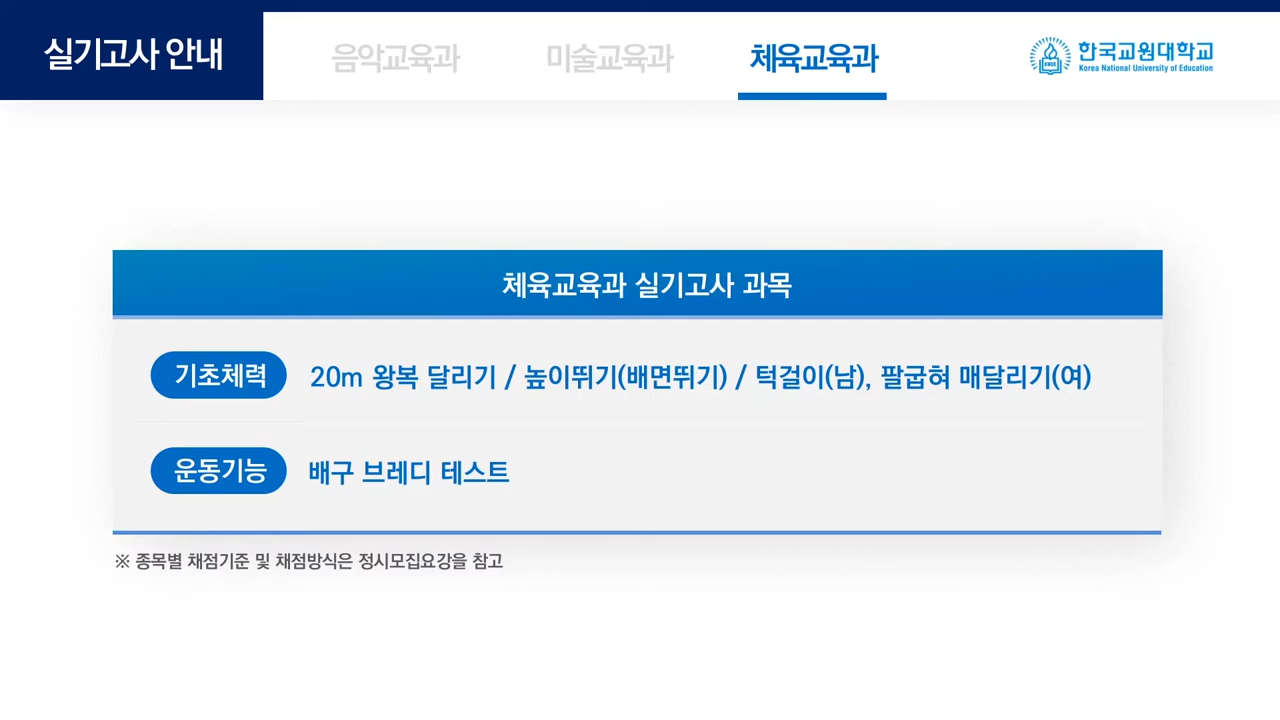 실기고사 안내
음악교육과
미술교육과
체육교육과
한국교원대학교
Korea National University of Education
체육교육과 실기고사 과목
기초체력
20m 왕복 달리기 / 높이뛰기(배면뛰기) / 턱걸이(남), 팔굽혀 매달리기(여)
운동기능
배구 브레디 테스트
※ 종목별 채점기준 및 채점방식은 정시모집요강을 참고